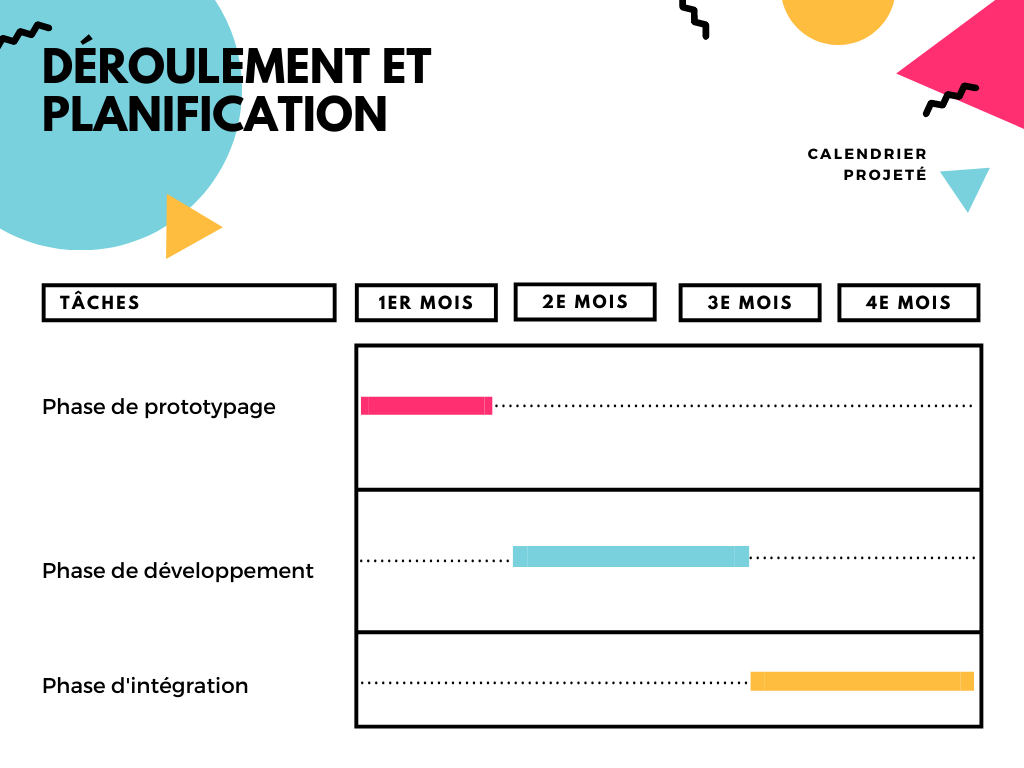 DÉROULEMENT ET
PLANIFICATION
CALENDRIER
PROJETÉ
TÂCHES
1ER MOIS
2E MOIS
3E MOIS
4E MOIS
Phase de prototypage
Phase de développement
Phase d'intégration